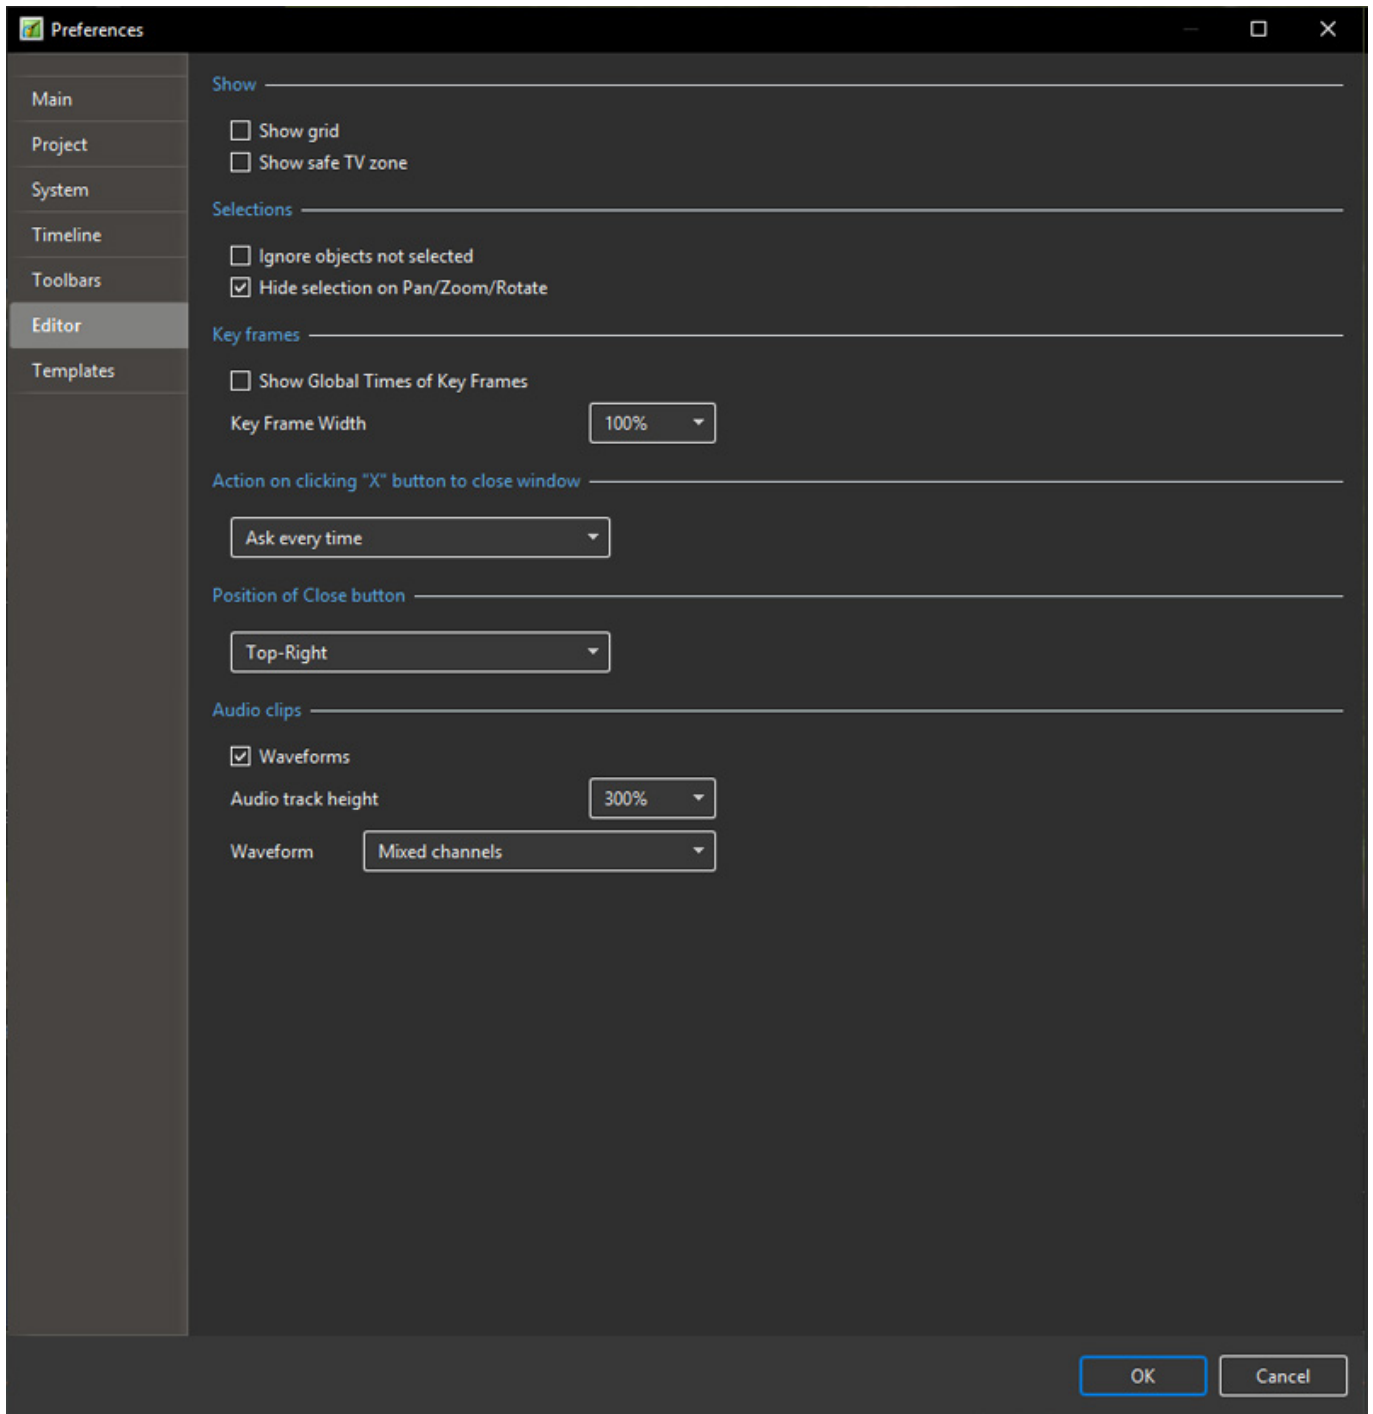 Preferences
Main
Project
System
Timeline
Toolbars
Editor
Templates
Show
Show grid
Show safe TV zone
Selections
Ignore objects not selected
Hide selection on Pan/Zoom/Rotate
Key frames
Show Global Times of Key Frames
Key Frame Width 100%
Action on clicking "X" button to close window
Ask every time
Position of Close button
Top-Right
Audio clips
Waveforms
Audio track height 300%
Waveform Mixed channels
OK Cancel